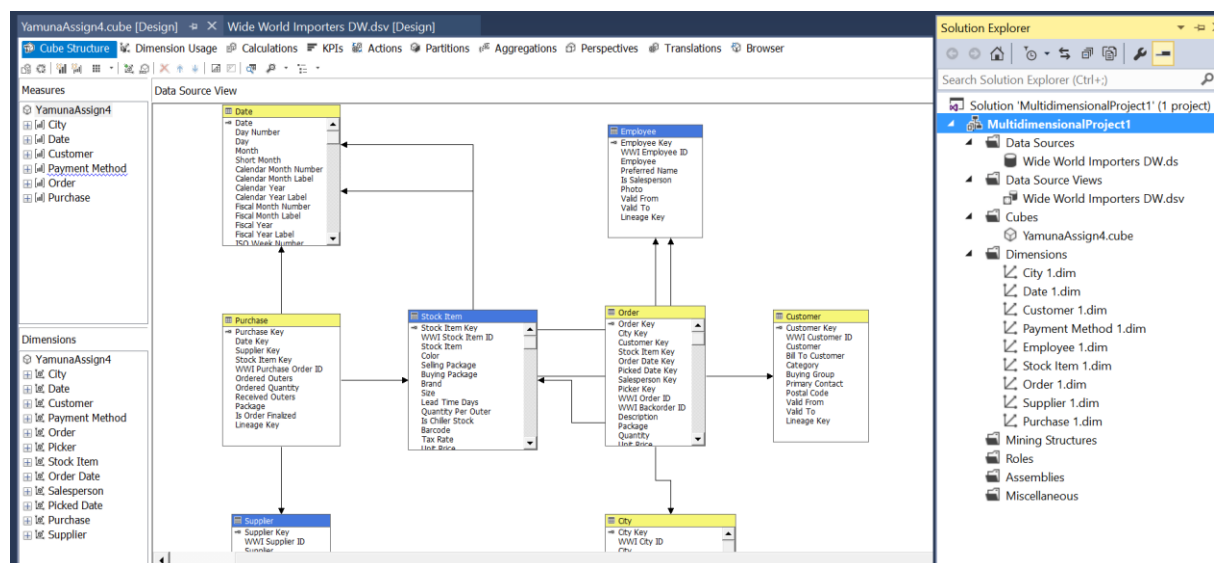 YamunaAssign4.cube [Design]
Wide World Importers DW.dsv [Design]
Cube Structure
Dimension Usage
Calculations
KPIs
Actions
Partitions
Aggregations
Perspectives
Translations
Browser
Measures
YamunaAssign4
City
Date
Customer
Payment Method
Order
Purchase
Dimensions
YamunaAssign4
City
Date
Customer
Payment Method
Order
Picker
Stock Item
Order Date
Salesperson
Picked Date
Purchase
Supplier
Data Source View
Date
Date
Day Number
Day
Month
Short Month
Calendar Month Number
Calendar Month Label
Calendar Year
Calendar Year Label
Fiscal Month Number
Fiscal Month Label
Fiscal Year
Fiscal Year Label
ISO Week Number
Employee
Employee Key
WWI Employee ID
Employee
Preferred Name
Is Salesperson
Photo
Valid From
Valid To
Lineage Key
Purchase
Purchase Key
Date Key
Supplier Key
Stock Item Key
WWI Purchase Order ID
Ordered Outers
Ordered Quantity
Received Outers
Package
Is Order Finalized
Lineage Key
Stock Item
Stock Item Key
WWI Stock Item ID
Stock Item
Color
Selling Package
Buying Package
Brand
Size
Lead Time Days
Quantity Per Outer
Is Chiller Stock
Barcode
Tax Rate
Unit Price
Order
Order Key
City Key
Customer Key
Stock Item Key
Order Date Key
Picked Date Key
Salesperson Key
Picker Key
WWI Order ID
WWI Backorder ID
Description
Package
Quantity
Unit Price
Customer
Customer Key
WWI Customer ID
Customer
Bill To Customer
Category
Buying Group
Primary Contact
Postal Code
Valid From
Valid To
Lineage Key
Supplier
Supplier Key
WWI Supplier ID
Supplier
City
City Key
WWI City ID
City
Solution Explorer
Search Solution Explorer (Ctrl+;)
Solution 'MultidimensionalProject1' (1 project)
MultidimensionalProject1
Data Sources
Wide World Importers DW.ds
Data Source Views
Wide World Importers DW.dsv
Cubes
YamunaAssign4.cube
Dimensions
City 1.dim
Date 1.dim
Customer 1.dim
Payment Method 1.dim
Employee 1.dim
Stock Item 1.dim
Order 1.dim
Supplier 1.dim
Purchase 1.dim
Mining Structures
Roles
Assemblies
Miscellaneous